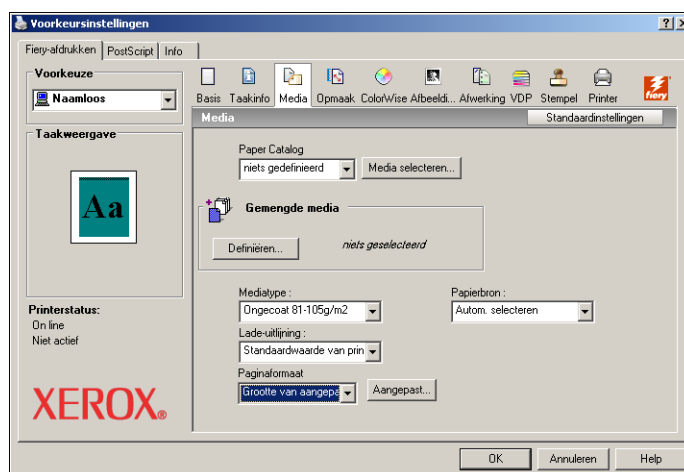 Voorkeursinstellingen
Fiery-afdrukken PostScript Info
Voorkeuze
Naamloos
Taakweergave
Aa
Printerstatus:
On line
Niet actief
XEROX®
Basis Taakinfo Media Opmaak ColorWise Afbeeldi... Afwerking VDP Stempel Printer
fiery
Media Standaardinstellingen
Paper Catalog
niets gedefinieerd Media selecteren...
Gemengde media
Definiëren... niets geselecteerd
Mediatype : Papierbron :
Ongecoat 81-105g/m2 Autom. selecteren
Lade-uitlijning :
Standaardwaarde van prin
Paginaformaat
Grootte van aangepa Aangepast...
OK Annuleren Help